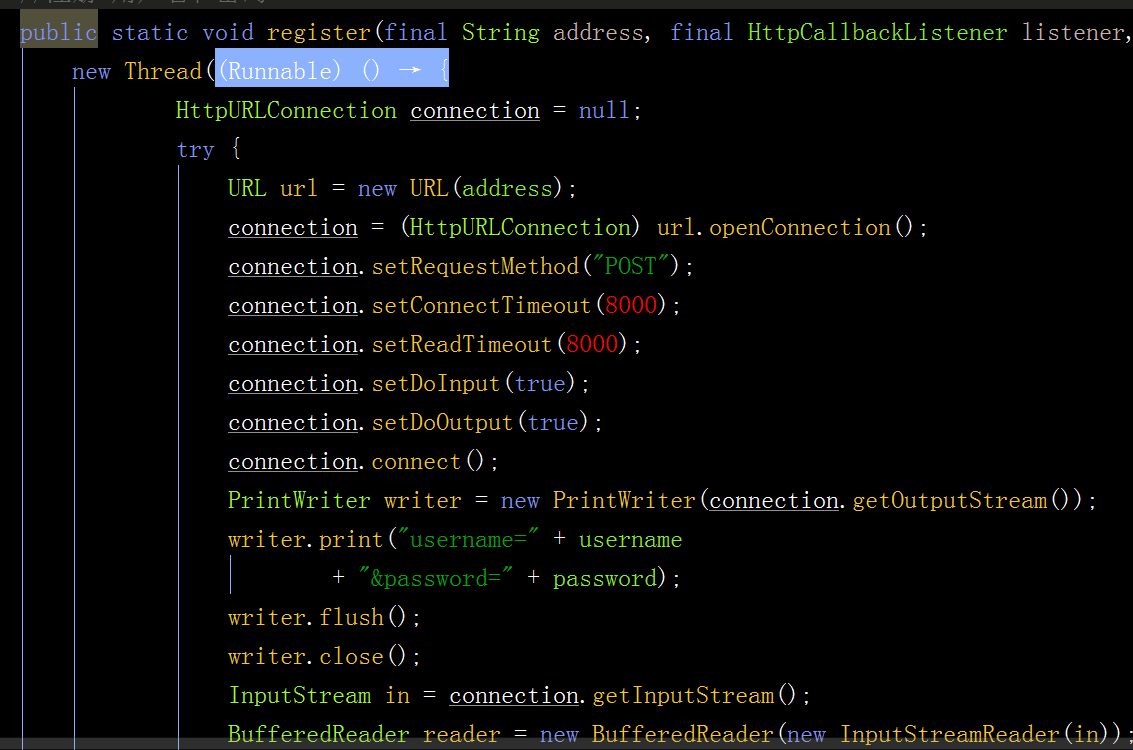 public static void register(final String address, final HttpCallbackListener listener,
new Thread((Runnable) () → {
HttpURLConnection connection = null;
try {
URL url = new URL(address);
connection = (HttpURLConnection) url.openConnection();
connection.setRequestMethod("POST");
connection.setConnectTimeout(8000);
connection.setReadTimeout(8000);
connection.setDoInput(true);
connection.setDoOutput(true);
connection.connect();
PrintWriter writer = new PrintWriter(connection.getOutputStream());
writer.print("username=" + username
+ "&password=" + password);
writer.flush();
writer.close();
InputStream in = connection.getInputStream();
BufferedReader reader = new BufferedReader(new InputStreamReader(in));